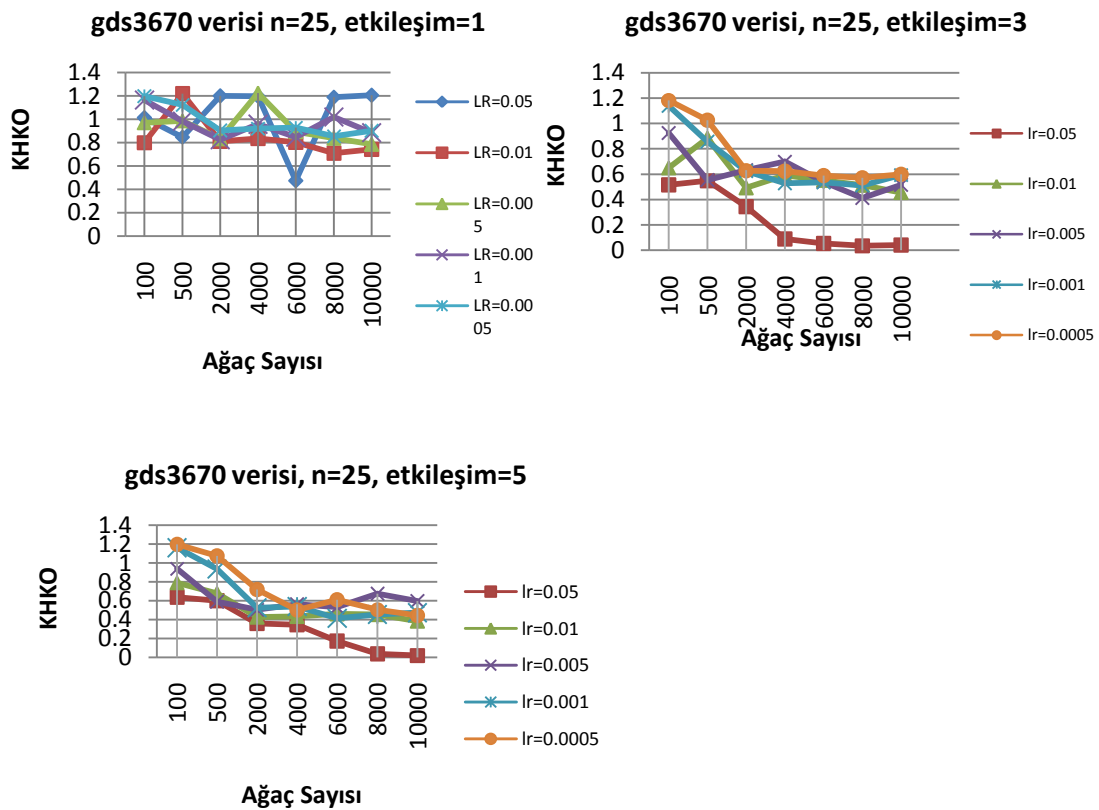 gds3670 verisi n=25, etkileşim=1
KHKO
1.4
1.2
1
0.8
0.6
0.4
0.2
0
100
500
2000
4000
6000
8000
10000
Ağaç Sayısı
LR=0.05
LR=0.01
LR=0.00
5
LR=0.00
1
LR=0.0
005
gds3670 verisi, n=25, etkileşim=3
KHKO
1.4
1.2
1
0.8
0.6
0.4
0.2
0
100
500
2000
4000
6000
8000
10000
Ağaç Sayısı
lr=0.05
lr=0.01
lr=0.005
lr=0.001
lr=0.0005
gds3670 verisi, n=25, etkileşim=5
KHKO
1.4
1.2
1
0.8
0.6
0.4
0.2
0
100
500
2000
4000
6000
8000
10000
Ağaç Sayısı
lr=0.05
lr=0.01
lr=0.005
lr=0.001
lr=0.0005